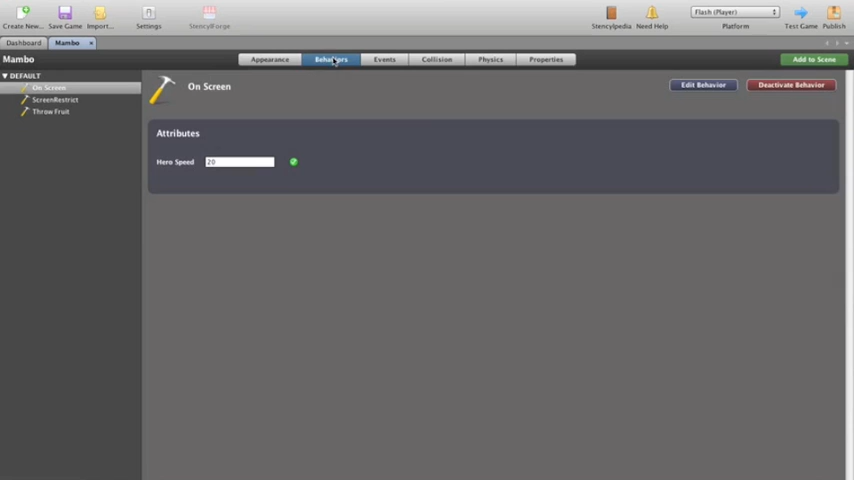 Create New... Save Game Import... Settings StencylForge Stencylpedia Need Help Flash (Player) Platform Test Game Publish
Dashboard Mambo
Mambo Appearance Behaviors Events Collision Physics Properties Add to Scene
DEFAULT
On Screen
ScreenRestrict
Throw Fruit
On Screen Edit Behavior Deactivate Behavior
Attributes
Hero Speed 20